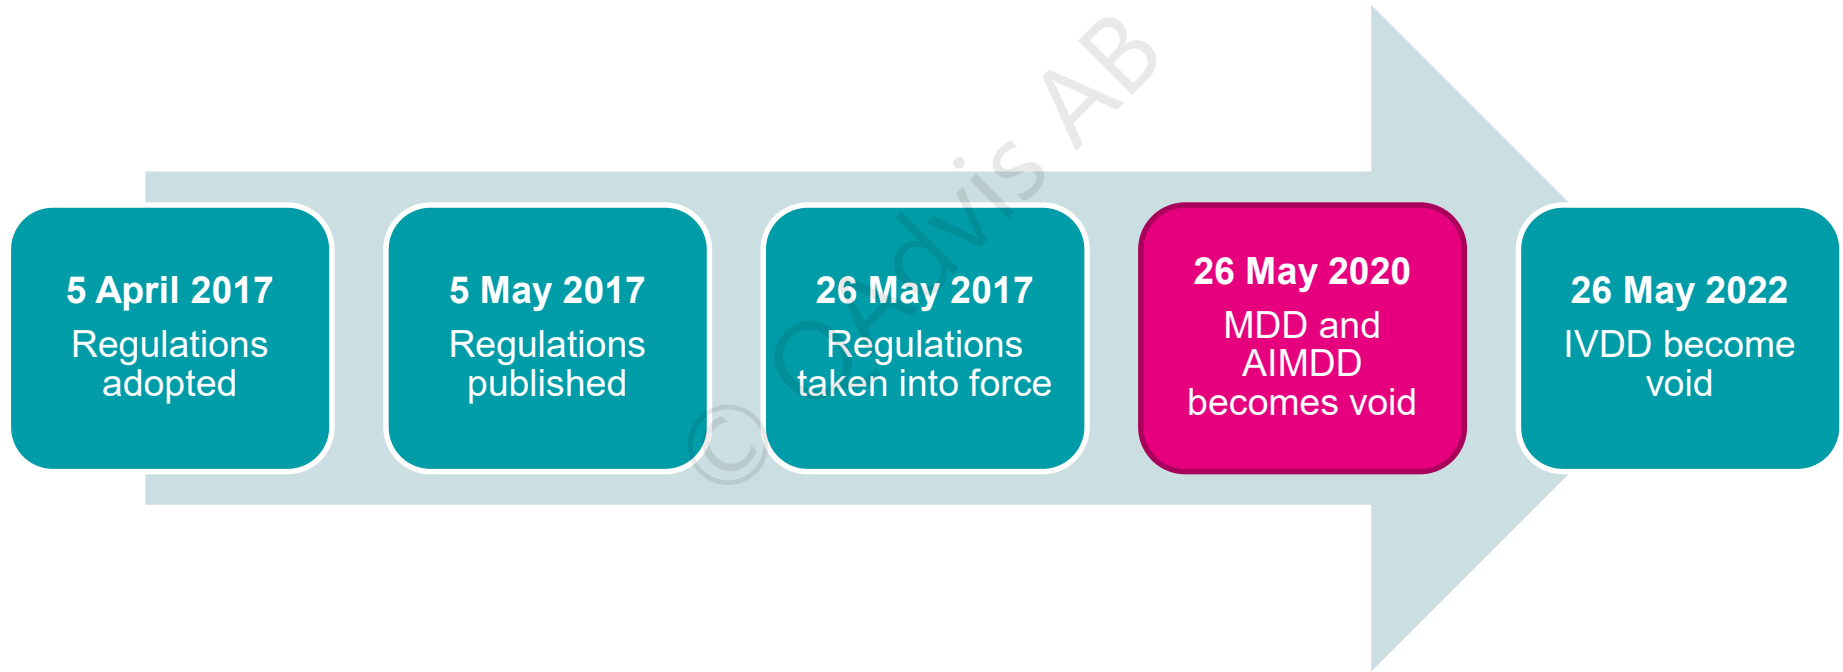 5 April 2017
Regulations
adopted
5 May 2017
Regulations
published
26 May 2017
Regulations
taken into force
26 May 2020
MDD and
AIMDD
becomes void
26 May 2022
IVDD become
void
© QAdvis AB